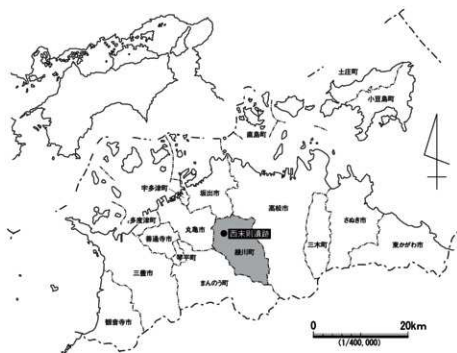 土庄町
小豆島町
直島町
宇多津町
坂出市
高松市
多度津町
丸亀市
さぬき市
善通寺市
西末則遺跡
東かがわ市
琴平町
綾川町
三木町
三豊市
まんのう町
観音寺市
0 20km
(1/400,000)